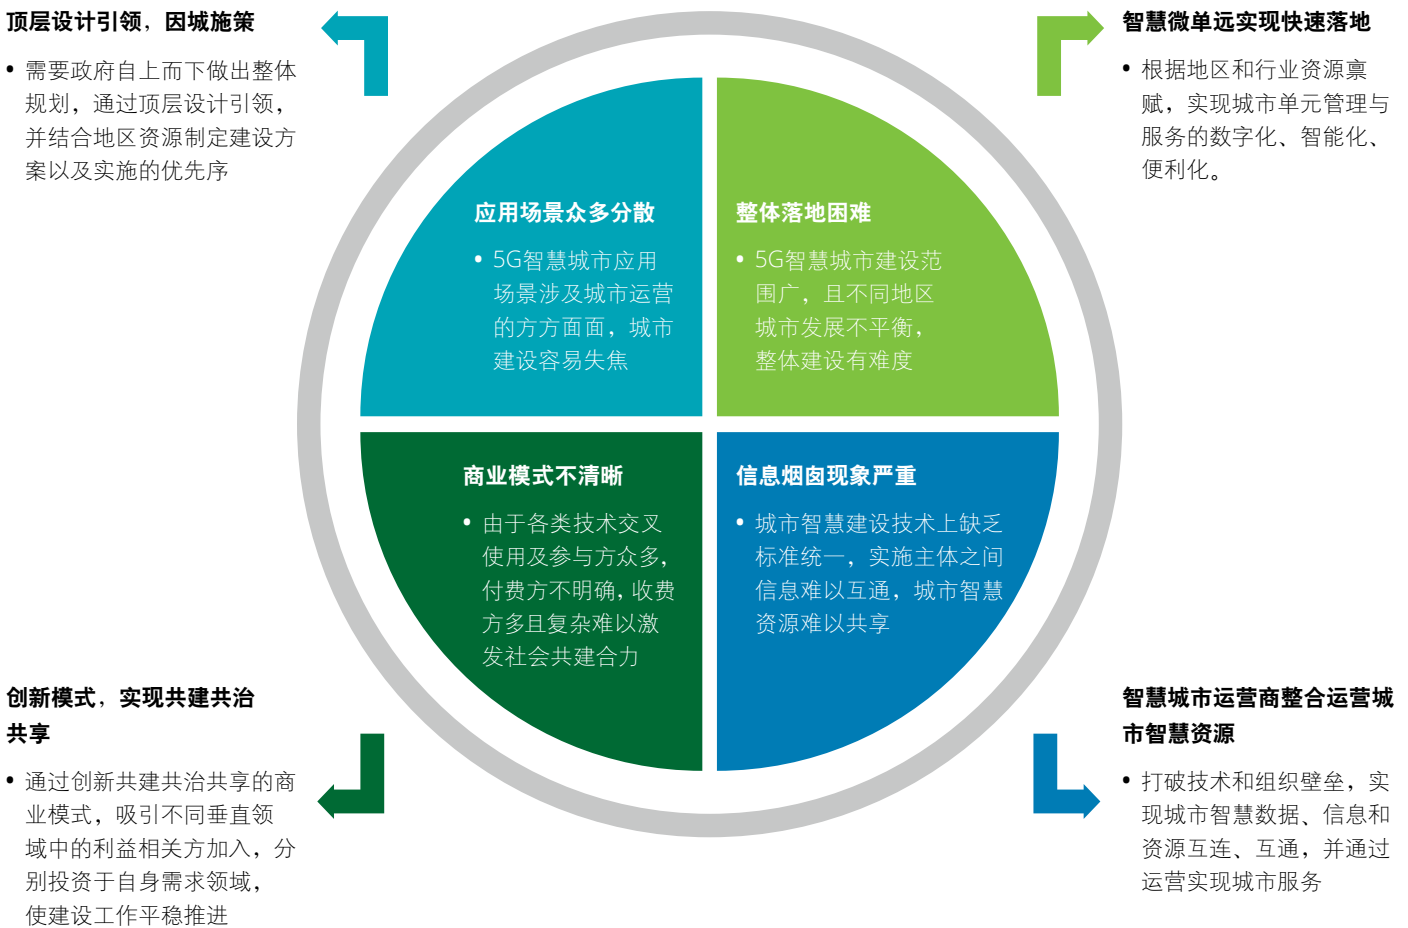 顶层设计引领，因城施策
• 需要政府自上而下做出整体
规划，通过顶层设计引领，
并结合地区资源制定建设方
案以及实施的优先序
智慧微单远实现快速落地
• 根据地区和行业资源禀
赋，实现城市单元管理与
服务的数字化、智能化、
便利化。
应用场景众多分散
• 5G智慧城市应用
场景涉及城市运营
的方方面面，城市
建设容易失焦
整体落地困难
• 5G智慧城市建设范
围广，且不同地区
城市发展不平衡，
整体建设有难度
商业模式不清晰
• 由于各类技术交叉
使用及参与方众多，
付费方不明确，收费
方多且复杂难以激
发社会共建合力
信息烟囱现象严重
• 城市智慧建设技术上缺乏
标准统一，实施主体之间
信息难以互通，城市智慧
资源难以共享
创新模式，实现共建共治
共享
• 通过创新共建共治共享的商
业模式，吸引不同垂直领
域中的利益相关方加入，分
别投资于自身需求领域，
使建设工作平稳推进
智慧城市运营商整合运营城
市智慧资源
• 打破技术和组织壁垒，实
现城市智慧数据、信息和
资源互连、互通，并通过
运营实现城市服务